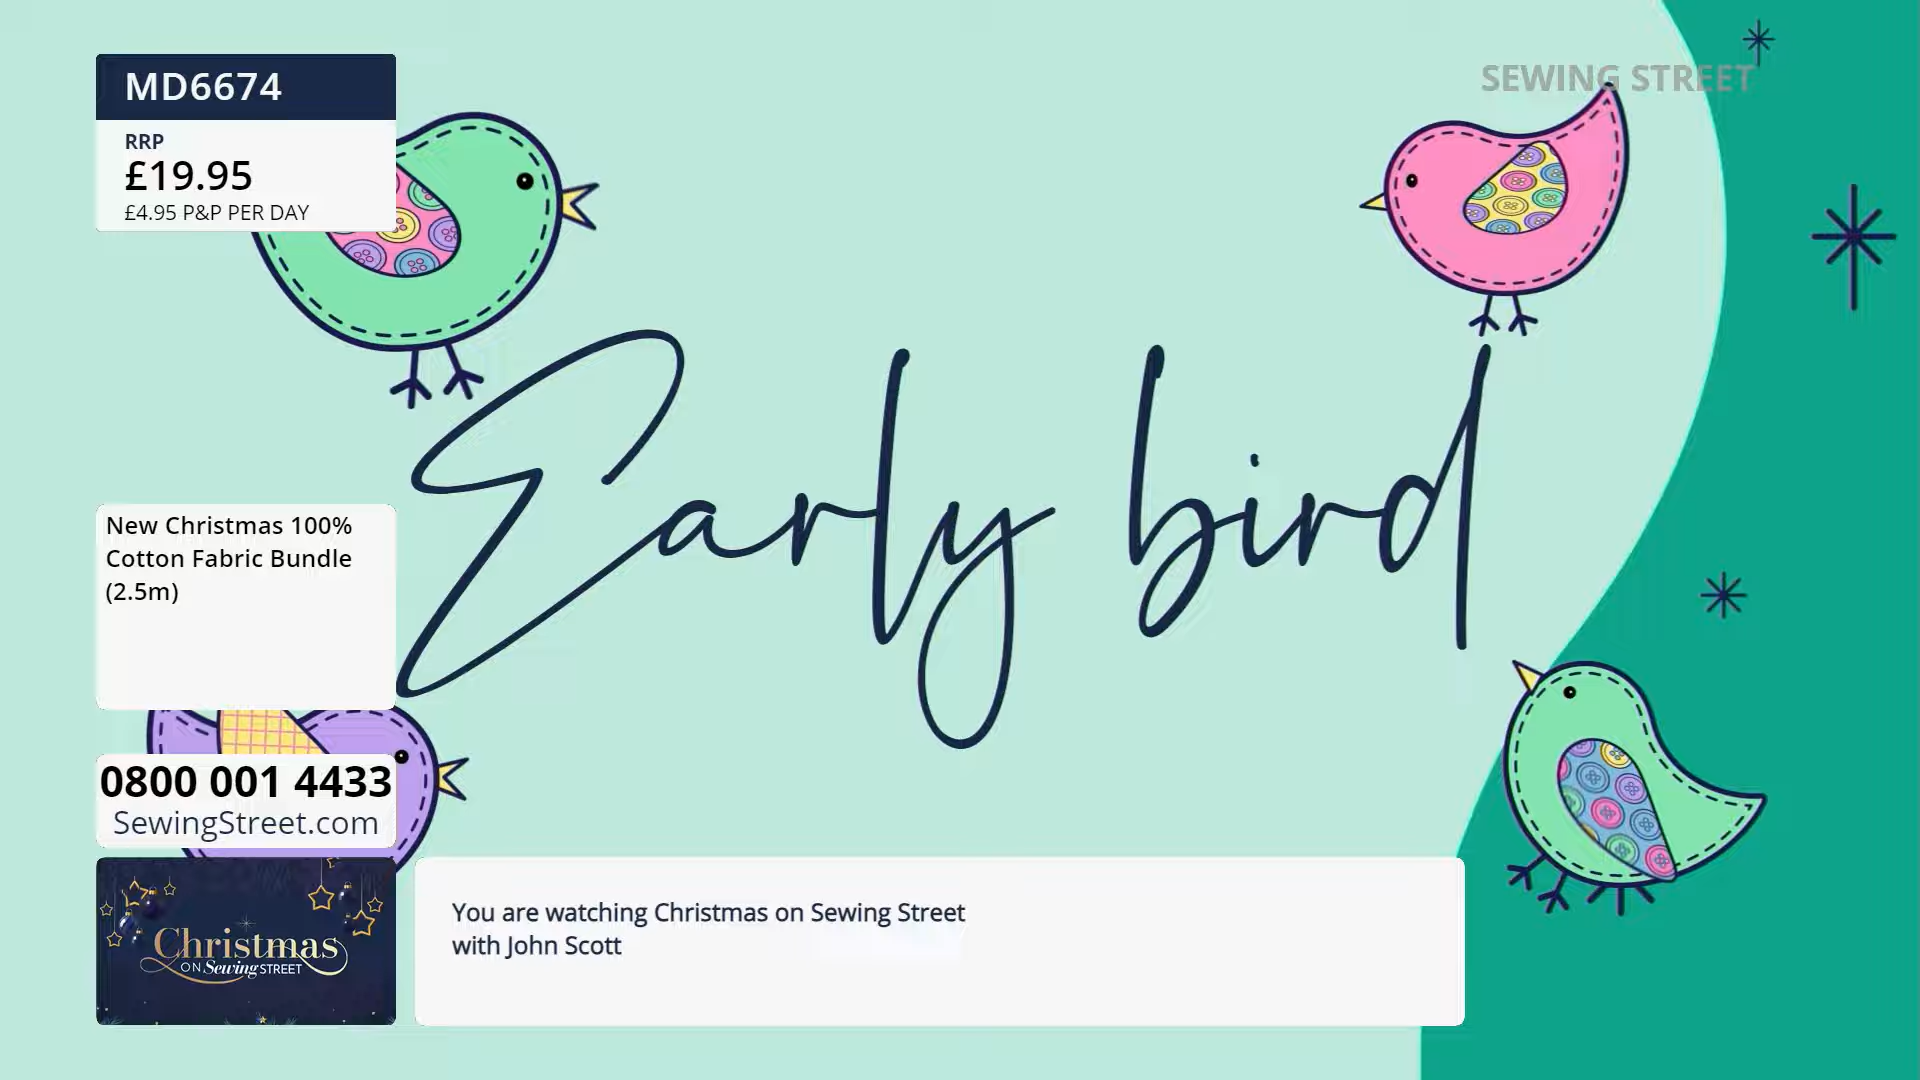 MD6674
RRP
£19.95
£4.95 P&P PER DAY
SEWING STREET
Early bird
New Christmas 100%
Cotton Fabric Bundle
(2.5m)
0800 001 4433
SewingStreet.com
Christmas
ON Sewing STREET
You are watching Christmas on Sewing Street
with John Scott